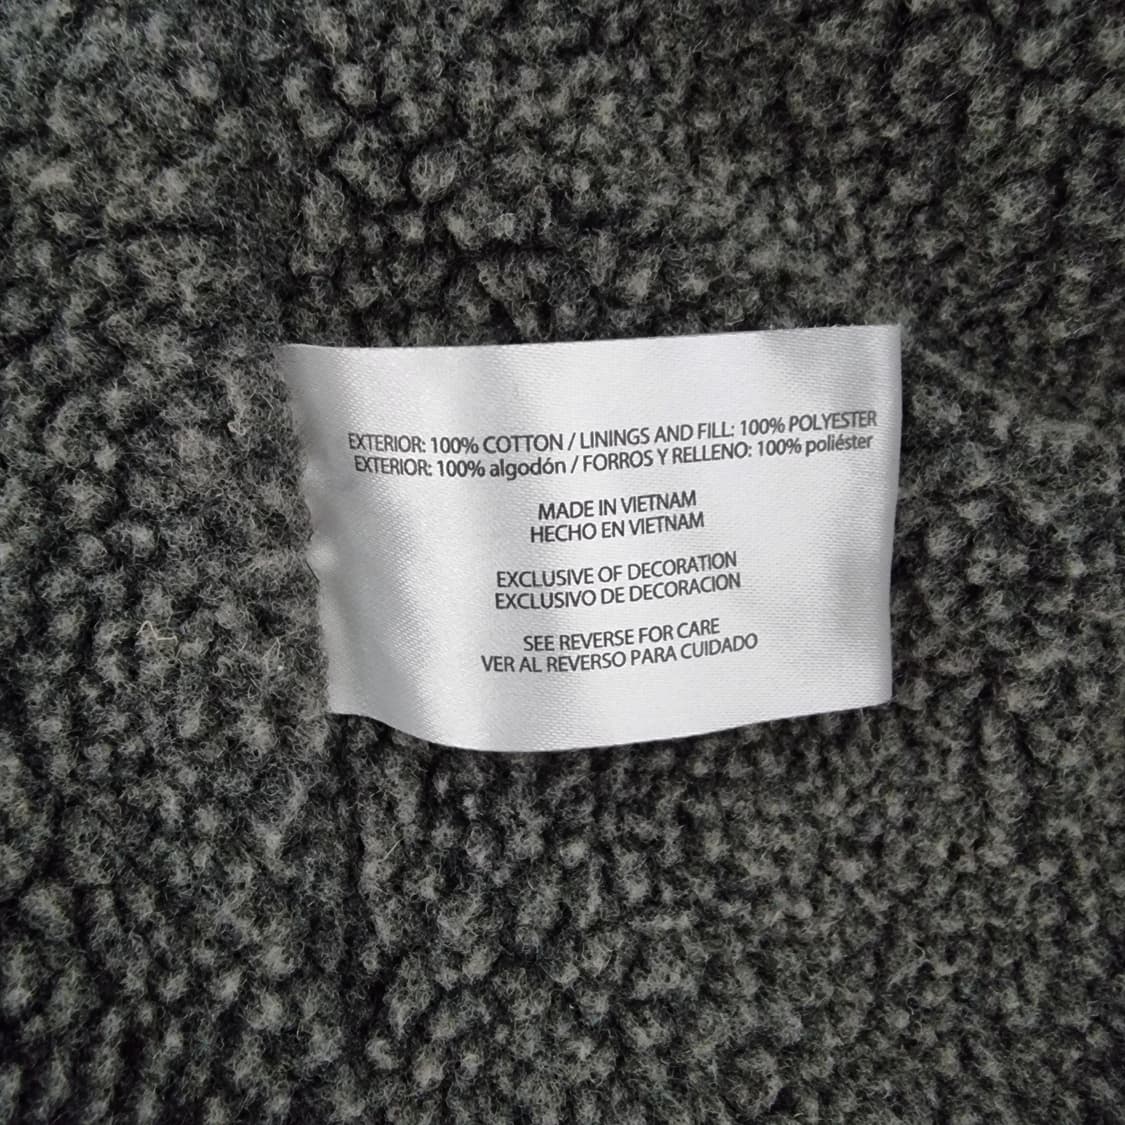 EXTERIOR: 100% COTTON / LININGS AND FILL: 100% POLYESTER
EXTERIOR: 100% algodón / FORROS Y RELLENO: 100% poliéster
MADE IN VIETNAM
HECHO EN VIETNAM
EXCLUSIVE OF DECORATION
EXCLUSIVO DE DECORACION
SEE REVERSE FOR CARE
VER AL REVERSO PARA CUIDADO